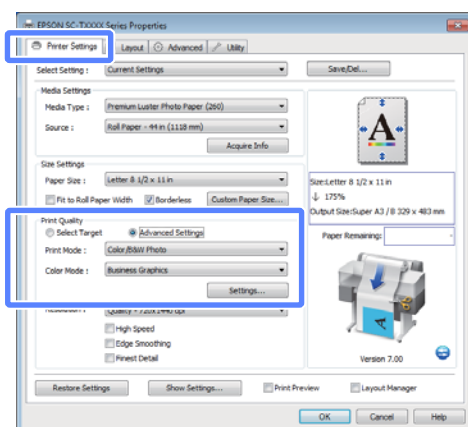 EPSON SC-TXXXX Series Properties
Printer Settings Layout Advanced Utility
Select Setting : Current Settings Save/Del...
Media Settings
Media Type : Premium Luster Photo Paper (260)
Source : Roll Paper - 44 in (1118 mm)
Acquire Info
Size Settings
Paper Size : Letter 8 1/2 x 11 in
Fit to Roll Paper Width Borderless Custom Paper Size...
Print Quality
Select Target Advanced Settings
Print Mode : Color/B&W Photo
Color Mode : Business Graphics
Settings...
Resolution : Quality - 720x1440 dpi
High Speed
Edge Smoothing
Finest Detail
A
Size:Letter 8 1/2 x 11 in
175%
Output Size:Super A3 / B 329 x 483 mm
Paper Remaining: -
A
Version 7.00
Restore Settings Show Settings... Print Preview Layout Manager
OK Cancel Help